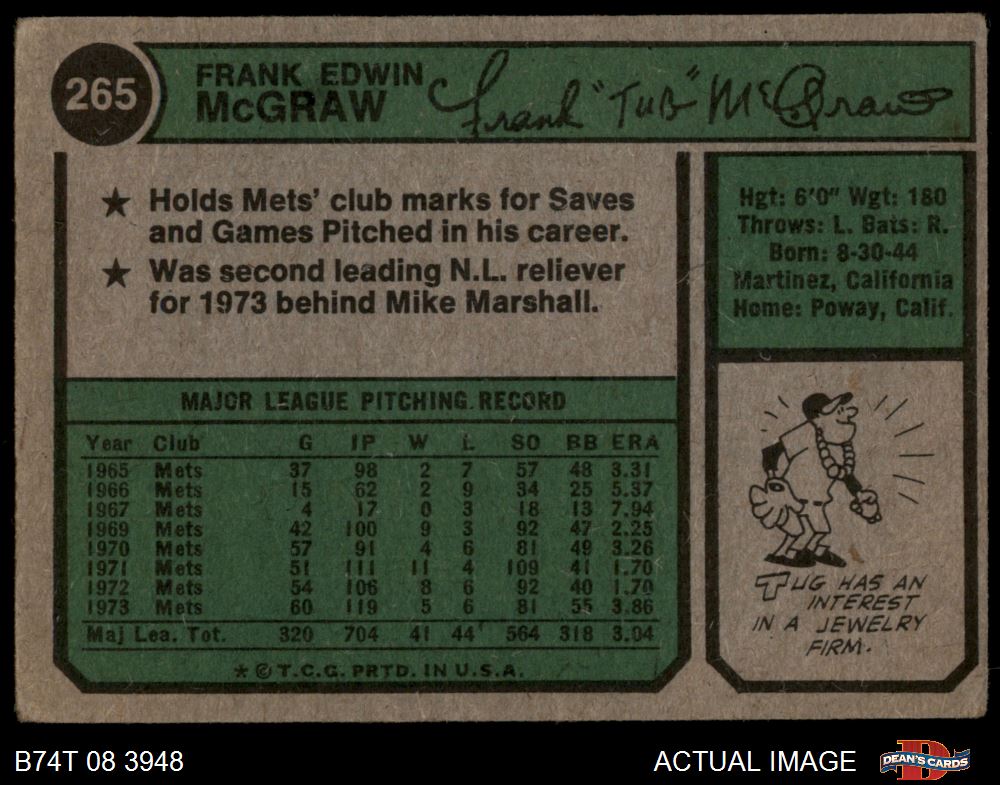 265
FRANK EDWIN
McGRAW
Frank "Tug" McGraw
★ Holds Mets' club marks for Saves
and Games Pitched in his career.
★ Was second leading N.L. reliever
for 1973 behind Mike Marshall.
Hgt: 6'0" Wgt: 180
Throws: L. Bats: R.
Born: 8-30-44
Martinez, California
Home: Poway, Calif.
MAJOR LEAGUE PITCHING RECORD
Year Club G IP W L SO BB ERA
1965 Mets 37 98 2 7 57 48 3.31
1966 Mets 15 62 2 9 34 25 5.37
1967 Mets 4 17 0 3 18 13 7.94
1969 Mets 42 100 9 3 92 47 2.25
1970 Mets 57 91 4 6 81 49 3.26
1971 Mets 51 111 11 4 109 41 1.70
1972 Mets 54 106 8 6 92 40 1.70
1973 Mets 60 119 5 6 81 55 3.86
Maj Lea. Tot. 320 704 41 44 564 318 3.04
* © T.C.G. PRTD. IN U.S.A.
TUG HAS AN
INTEREST
IN A JEWELRY
FIRM.
B74T 08 3948
ACTUAL IMAGE
DEAN'S CARDS